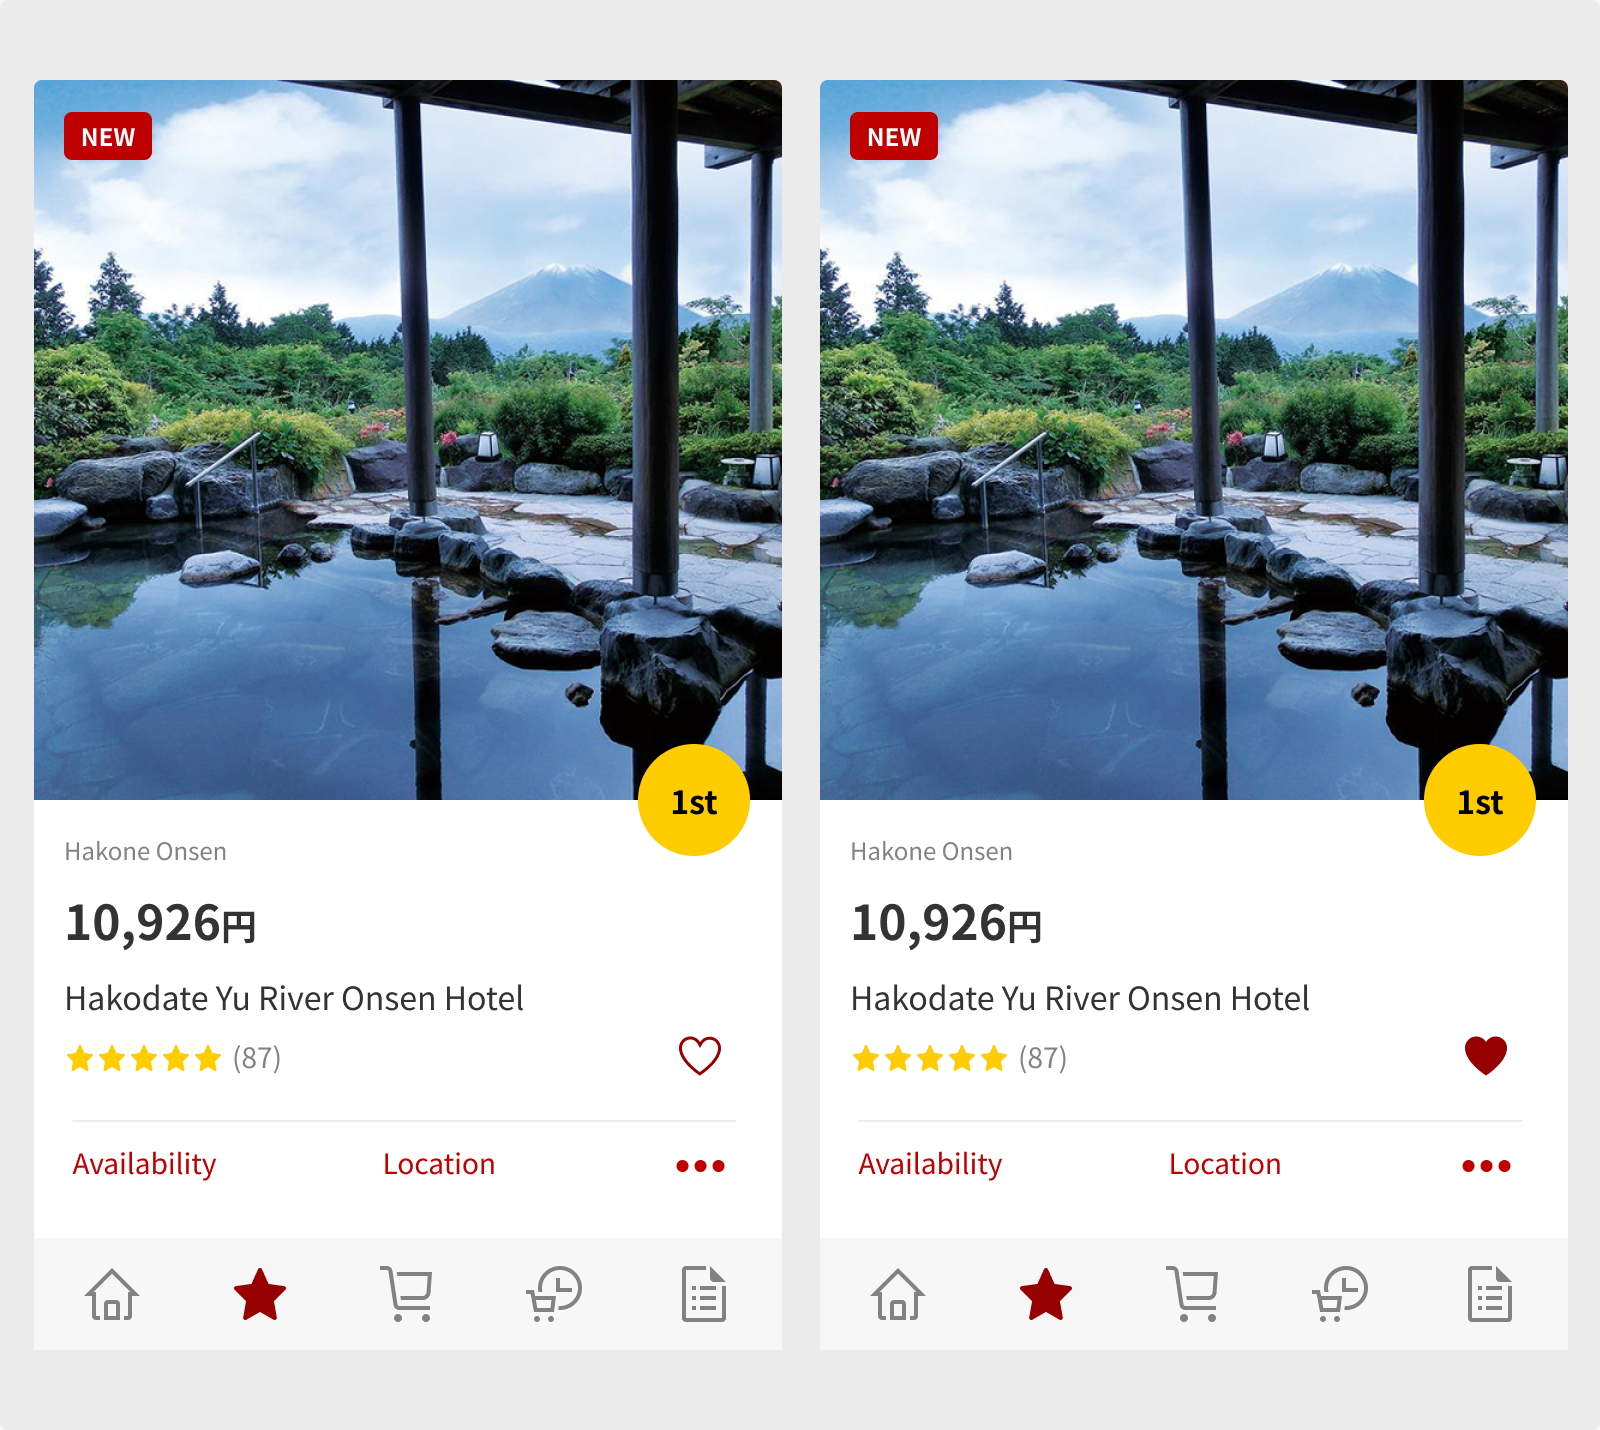 NEW
1st
Hakone Onsen
10,926円
Hakodate Yu River Onsen Hotel
(87)
Availability Location
NEW
1st
Hakone Onsen
10,926円
Hakodate Yu River Onsen Hotel
(87)
Availability Location